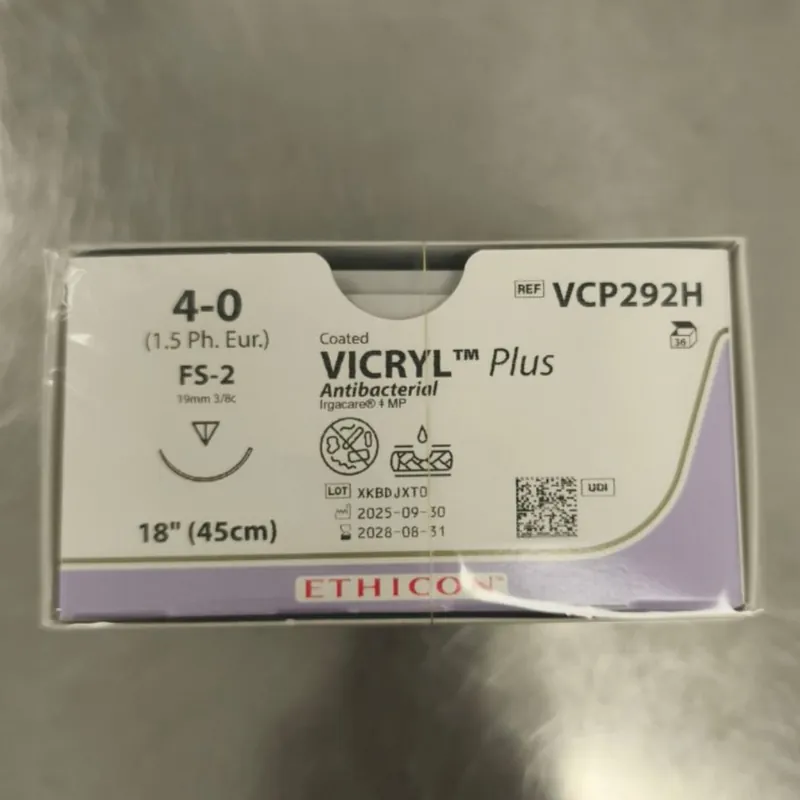 4-0
(1.5 Ph. Eur.)
FS-2
19mm 3/8c
18" (45cm)
Coated
VICRYL™ Plus
Antibacterial
Irgacare® ‡ MP
LOT XKBDJXT0
2025-09-30
2028-08-31
REF VCP292H
36
UDI
ETHICON™